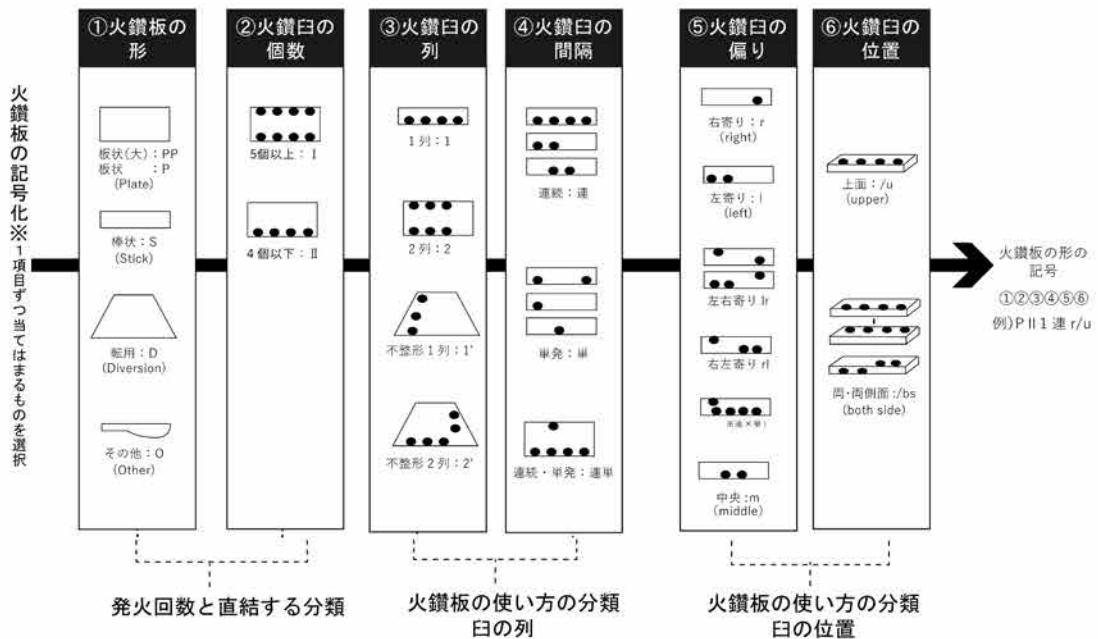 ①火鑽板の
形
②火鑽臼の
個数
③火鑽臼の
列
④火鑽臼の
間隔
⑤火鑽臼の
偏り
⑥火鑽臼の
位置
火鑽板の記号化※1項目ずつ当てはまるものを選択
板状(大):PP
板状 :P
(Plate)
棒状:S
(Stick)
転用:D
(Diversion)
その他:O
(Other)
5個以上:Ⅰ
4個以下:Ⅱ
1列:1
2列:2
不整形1列:1'
不整形2列:2'
連続:連
単発:単
連続・単発:連単
右寄り:r
(right)
左寄り:l
(left)
左右寄り lr
右左寄り rl
中央:m
(middle)
上面:/u
(upper)
両・両側面:/bs
(both side)
火鑽板の形の
記号
①②③④⑤⑥
例)PⅡ1連r/u
発火回数と直結する分類
火鑽板の使い方の分類
臼の列
火鑽板の使い方の分類
臼の位置